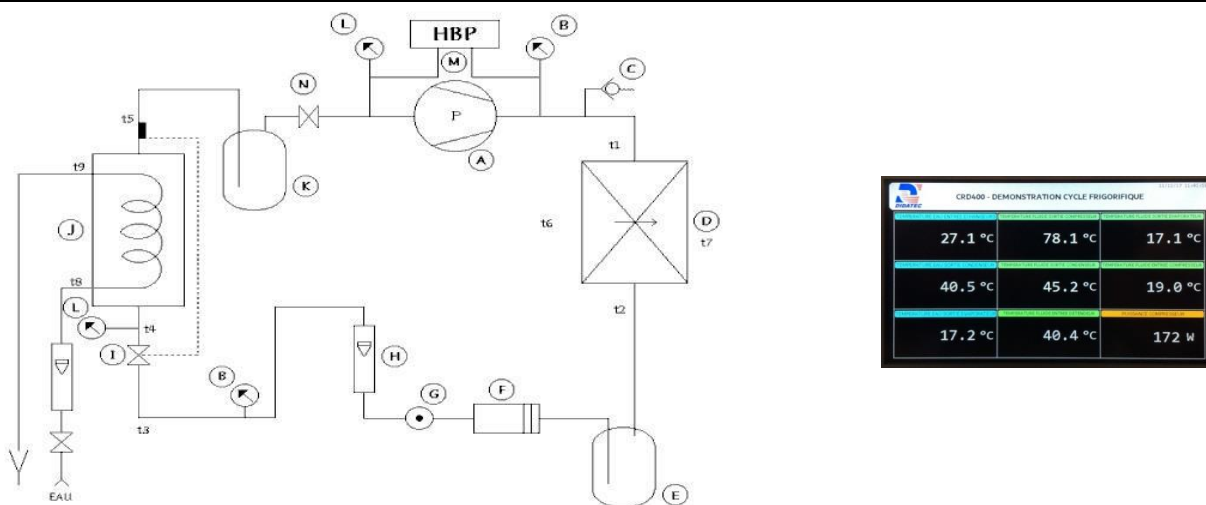 L
HBP
B
M
C
N
P
A
t5
t1
t9
K
J
t6
D
t7
t8
L
t4
t2
I
H
B
G
F
t3
E
EAU
DIDATEC
CRD400 - DEMONSTRATION CYCLE FRIGORIFIQUE
27.1 °C
78.1 °C
17.1 °C
40.5 °C
45.2 °C
19.0 °C
17.2 °C
40.4 °C
172 W